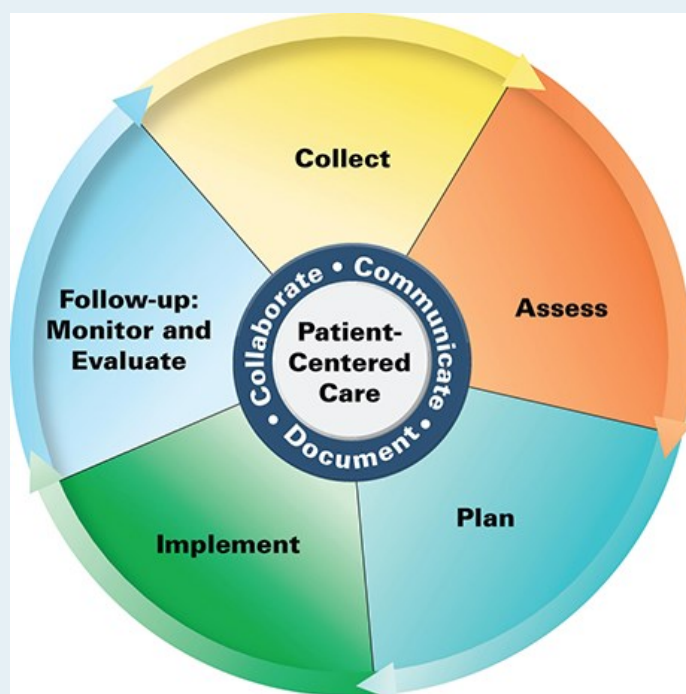 Collect
Assess
Plan
Implement
Follow-up:
Monitor and
Evaluate
Collaborate • Communicate • Document •
Patient-
Centered
Care